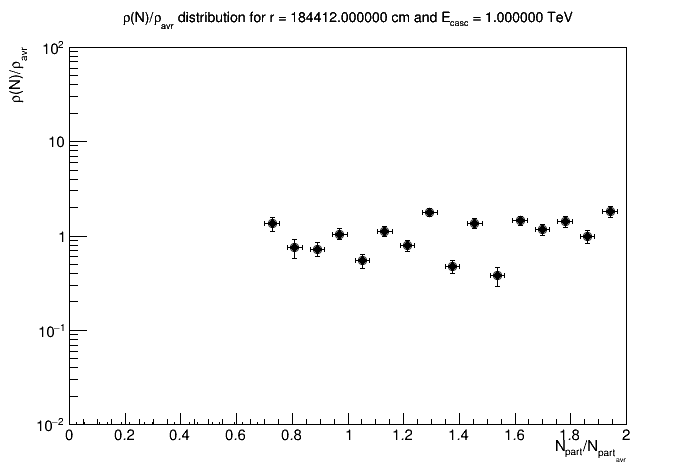 ρ(N)/ρavr distribution for r = 184412.000000 cm and Ecasc = 1.000000 TeV
ρ(N)/ρavr
10²
10
1
10⁻¹
10⁻²
0 0.2 0.4 0.6 0.8 1 1.2 1.4 1.6 1.8 2
Npart/Npartavr